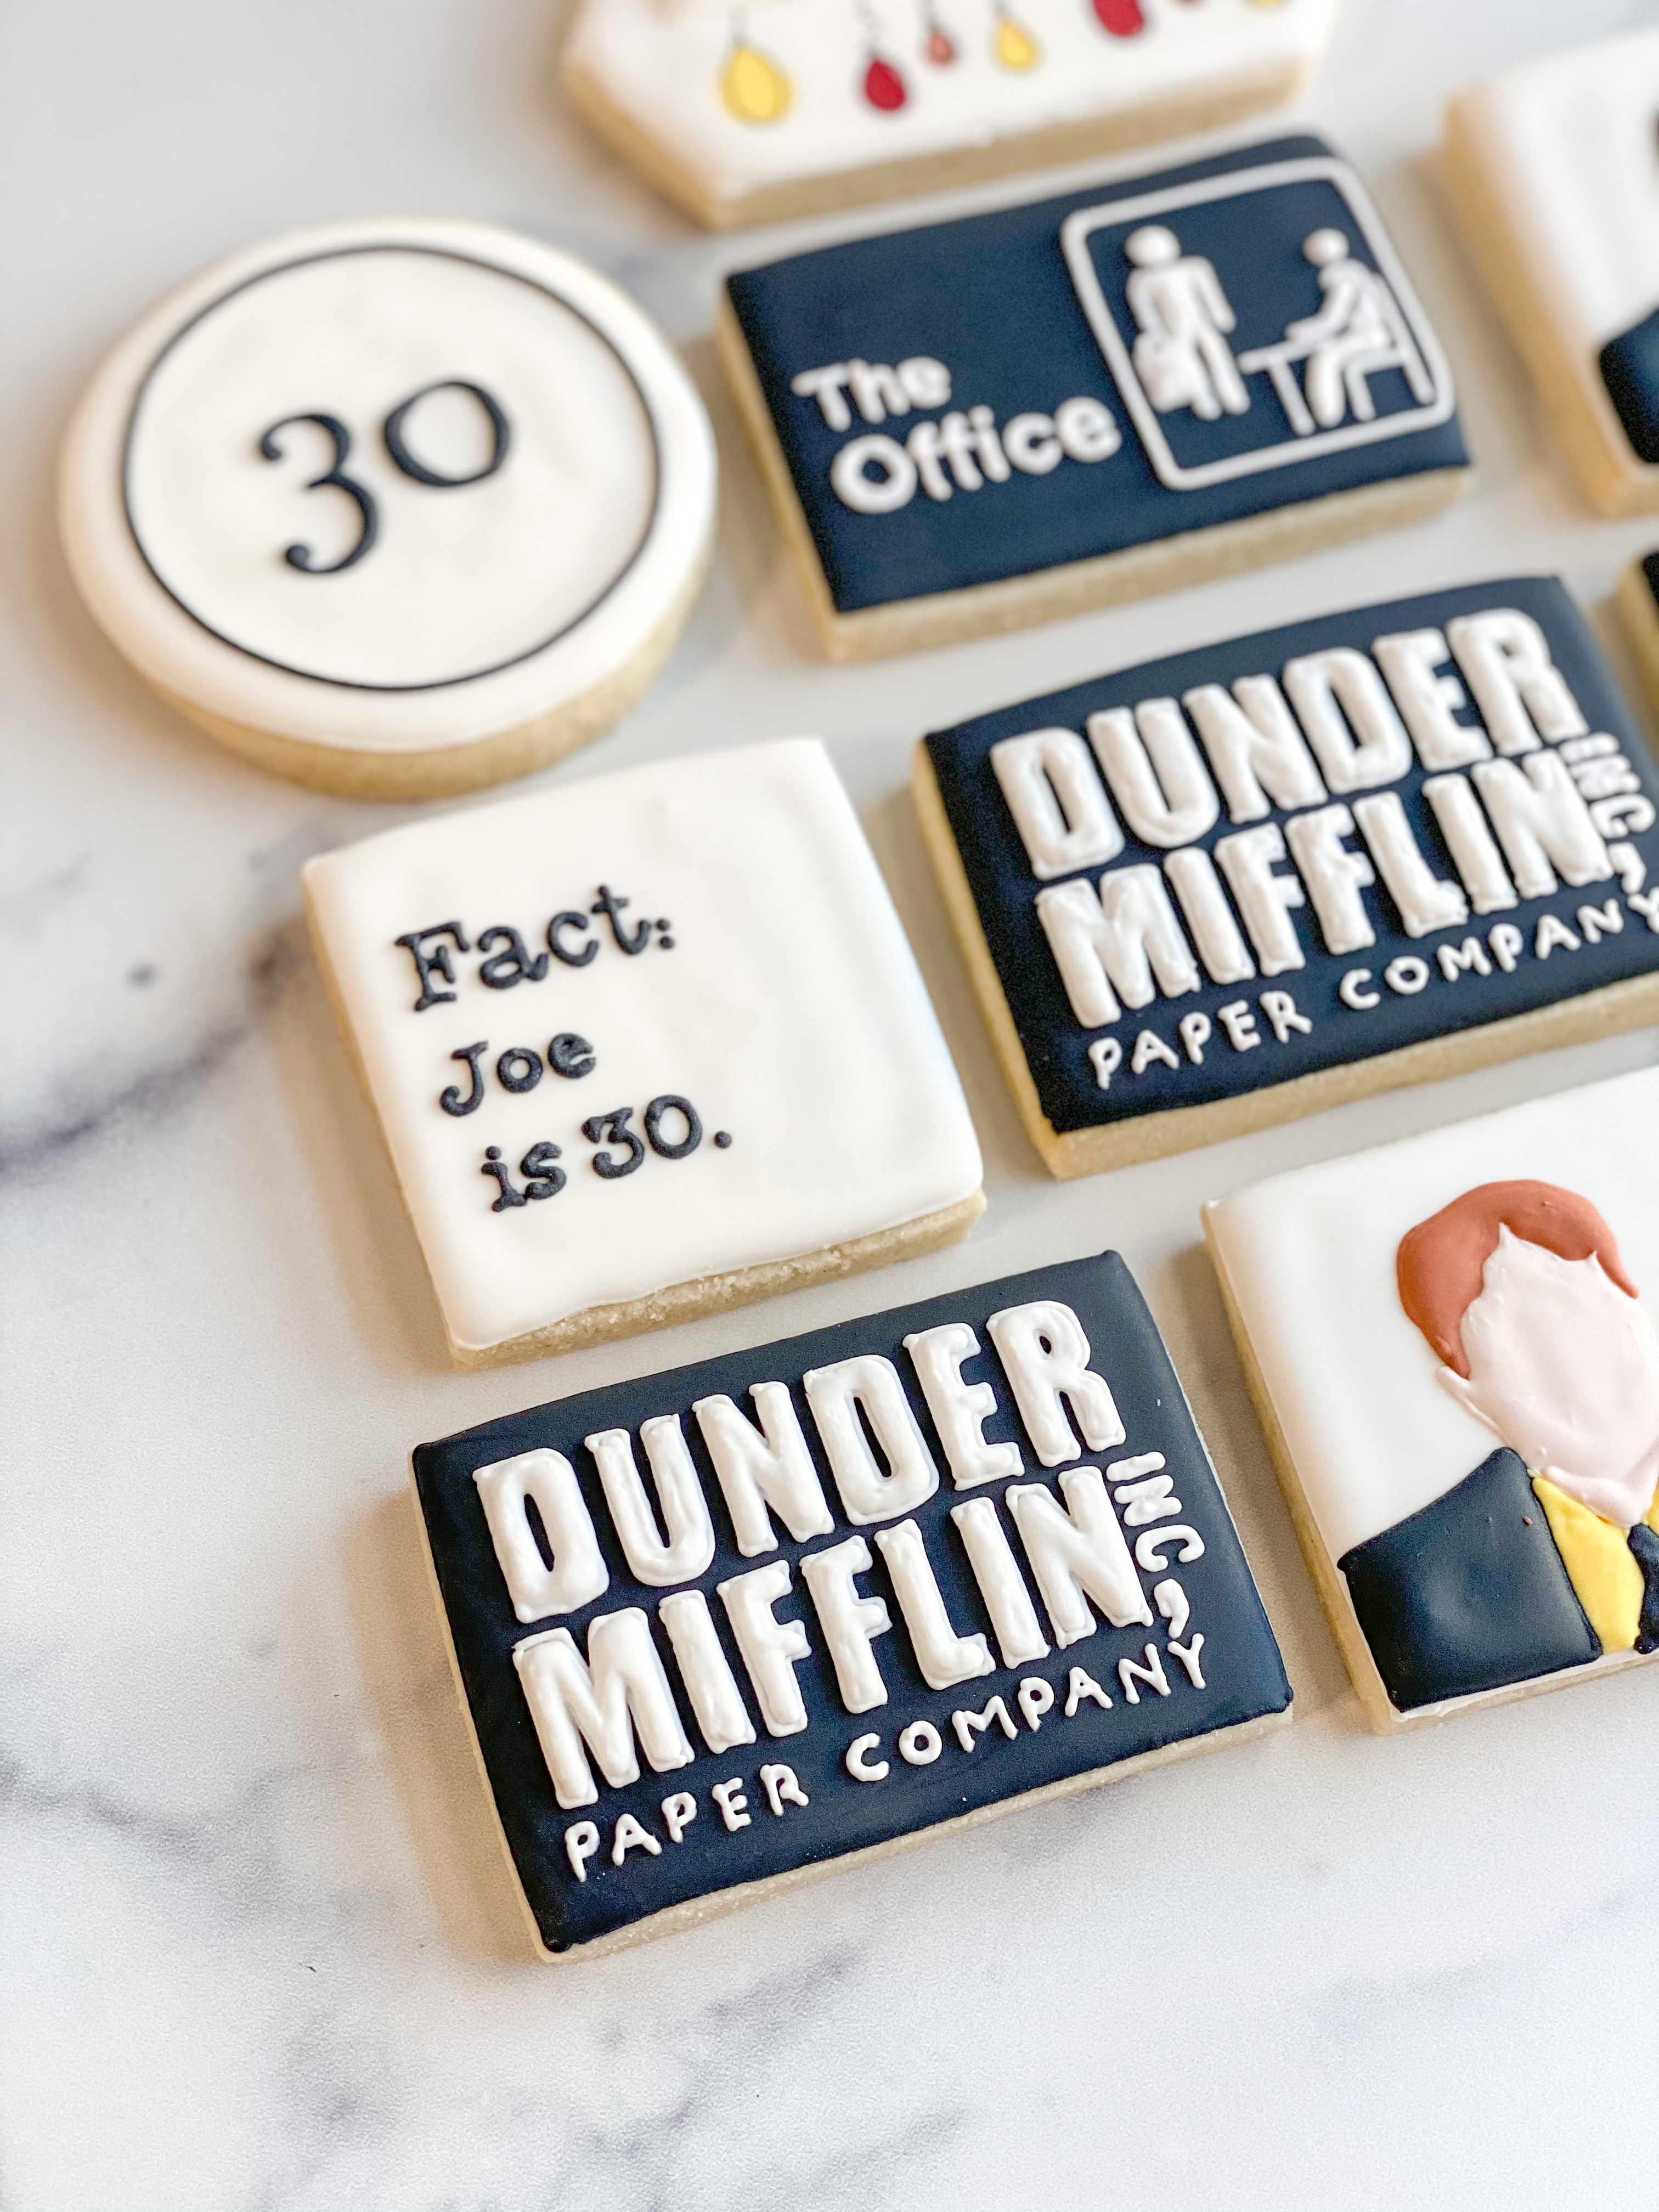 30
The
Office
Fact:
Joe
is 30.
DUNDER
MIFFLIN
INC,
PAPER COMPANY
DUNDER
MIFFLIN
INC,
PAPER COMPANY